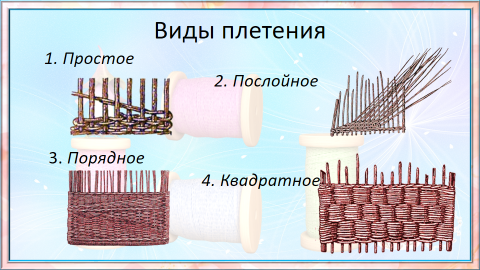 Виды плетения
1. Простое
2. Послойное
3. Порядное
4. Квадратное